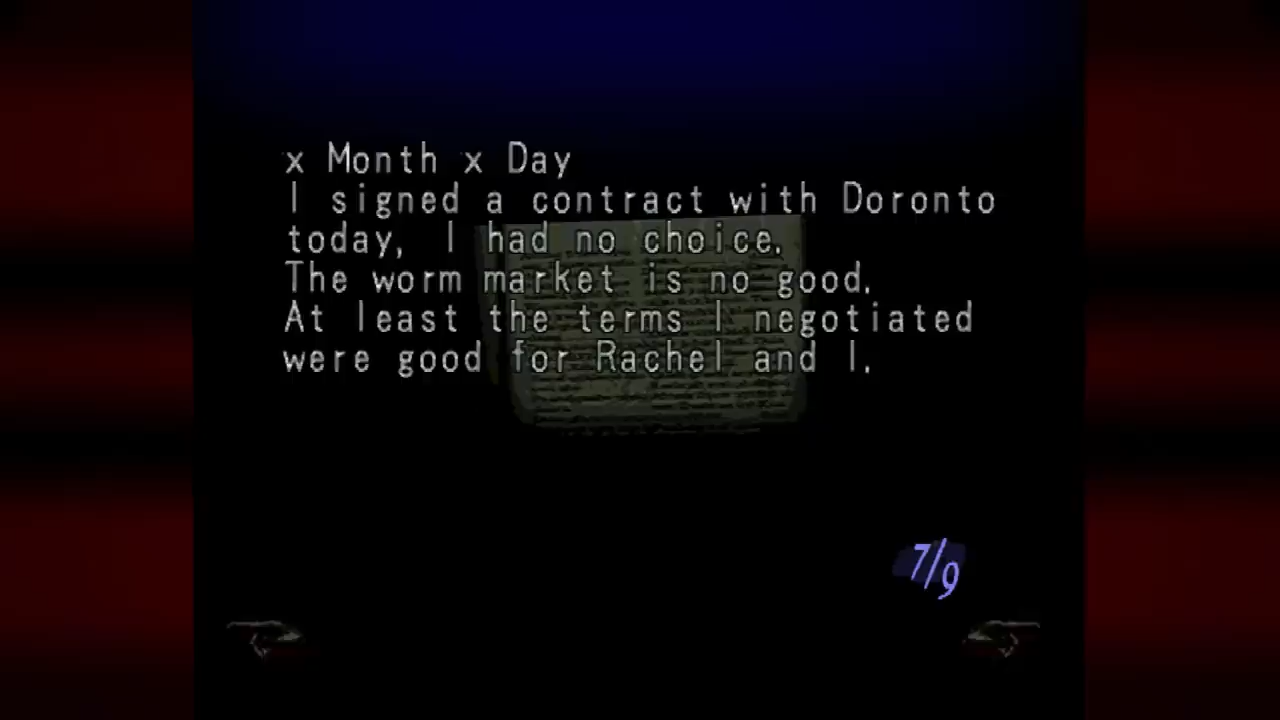 x Month x Day
I signed a contract with Doronto
today, I had no choice.
The worm market is no good.
At least the terms I negotiated
were good for Rachel and I.
7/9